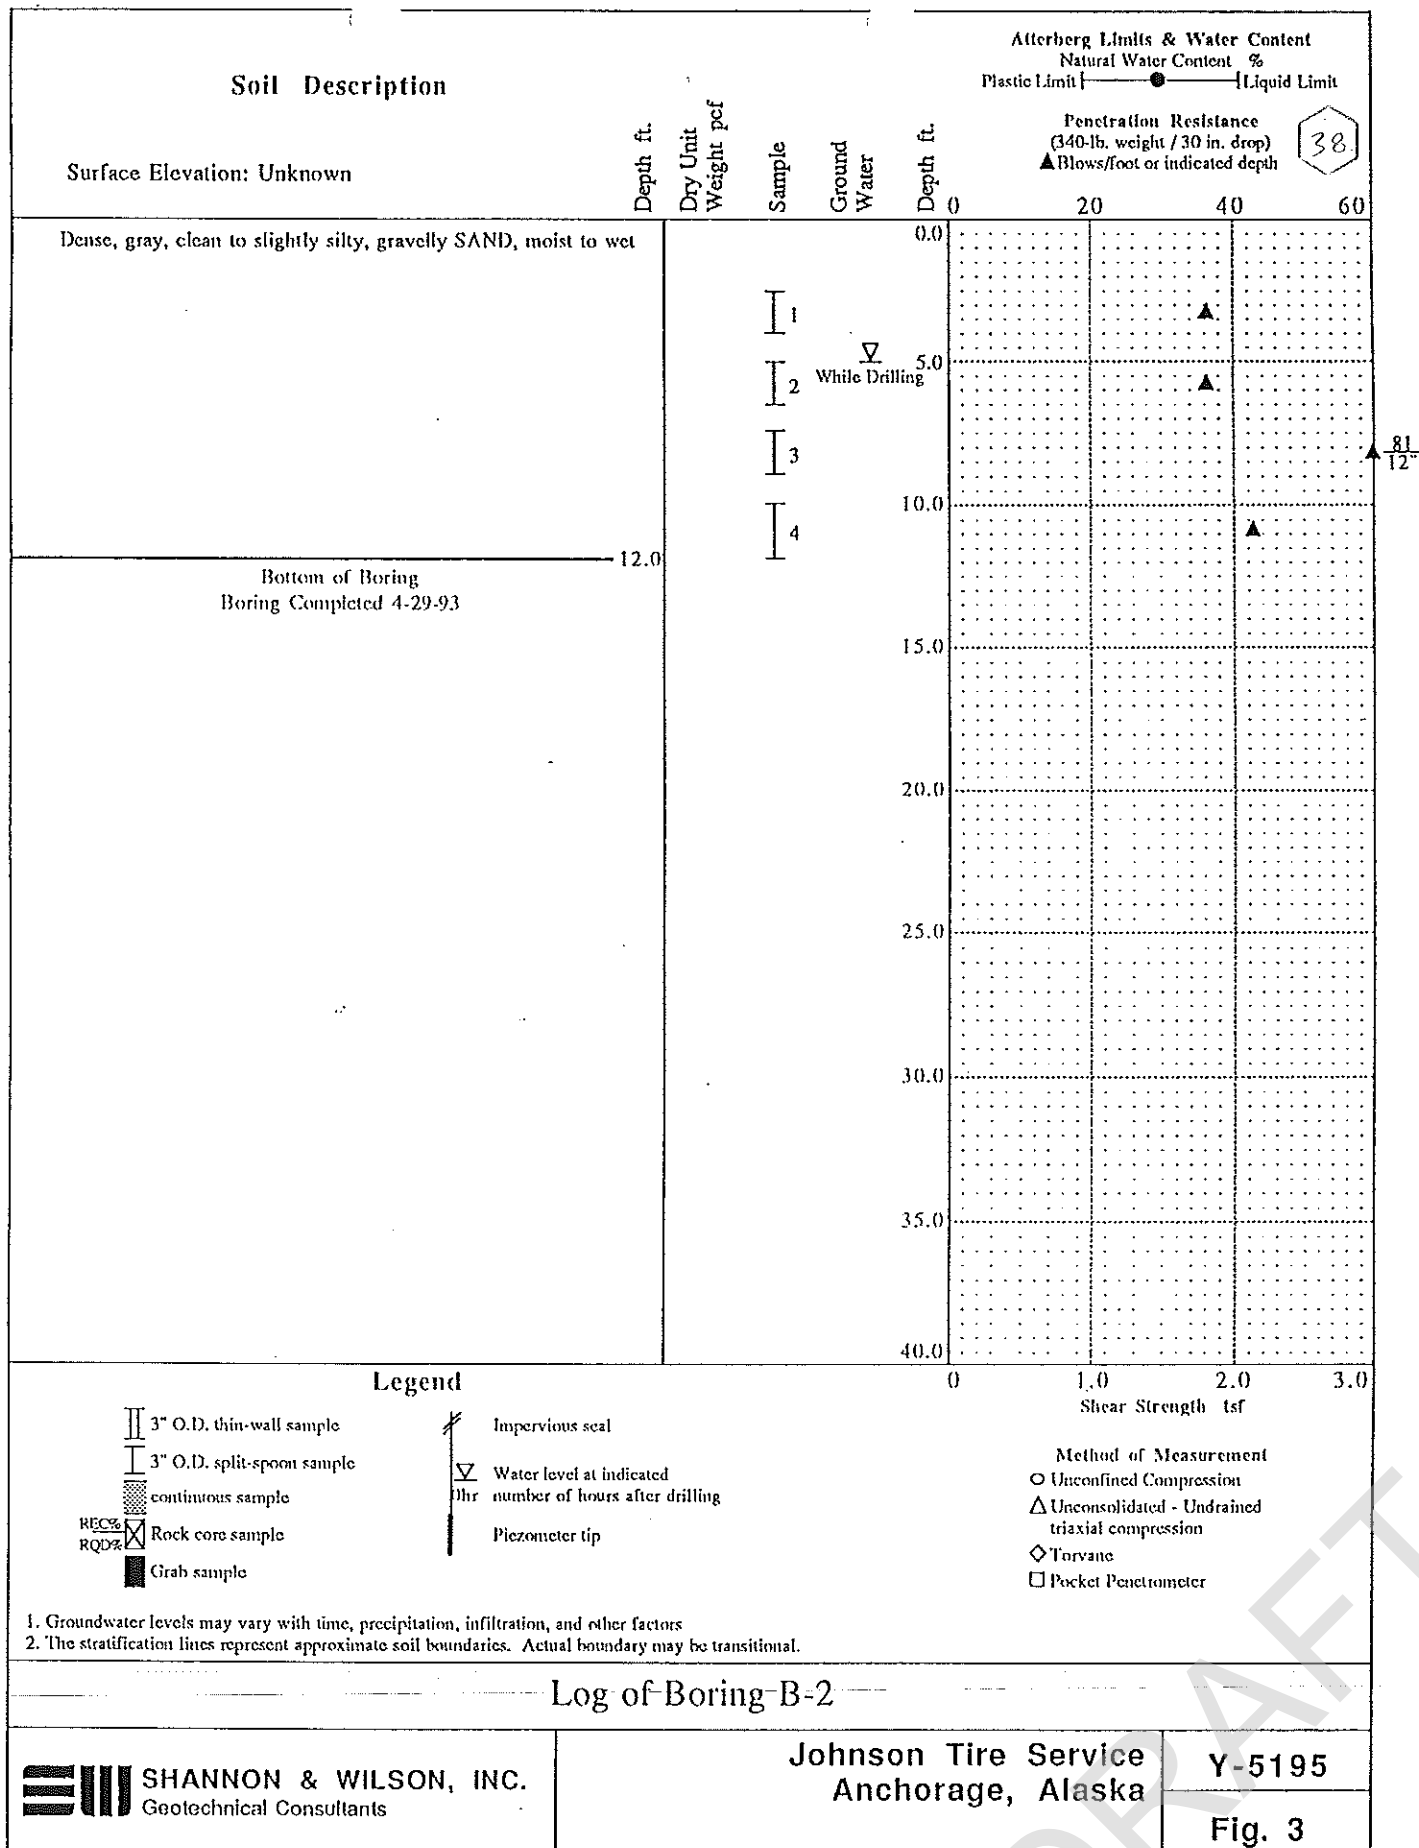 Soil Description
Surface Elevation: Unknown
Depth ft.
Dry Unit
Weight pcf
Sample
Ground
Water
Depth ft.
Atterberg Limits & Water Content
Natural Water Content %
Plastic Limit
Liquid Limit
Penetration Resistance
(340-lb. weight / 30 in. drop)
Blows/foot or indicated depth
38
0 20 40 60
Dense, gray, clean to slightly silty, gravelly SAND, moist to wet
0.0
1
While Drilling
5.0
2
3
81
12"
10.0
4
12.0
Bottom of Boring
Boring Completed 4-29-93
15.0
20.0
25.0
30.0
35.0
40.0
0 1.0 2.0 3.0
Shear Strength tsf
Legend
3" O.D. thin-wall sample
3" O.D. split-spoon sample
continuous sample
REC%
RQD%
Rock core sample
Grab sample
Impervious seal
Water level at indicated
0hr number of hours after drilling
Piezometer tip
Method of Measurement
Unconfined Compression
Unconsolidated - Undrained
triaxial compression
Torvane
Pocket Penetrometer
1. Groundwater levels may vary with time, precipitation, infiltration, and other factors
2. The stratification lines represent approximate soil boundaries. Actual boundary may be transitional.
Log of Boring B-2
SHANNON & WILSON, INC.
Geotechnical Consultants
Johnson Tire Service
Anchorage, Alaska
Y-5195
Fig. 3
DRAFT